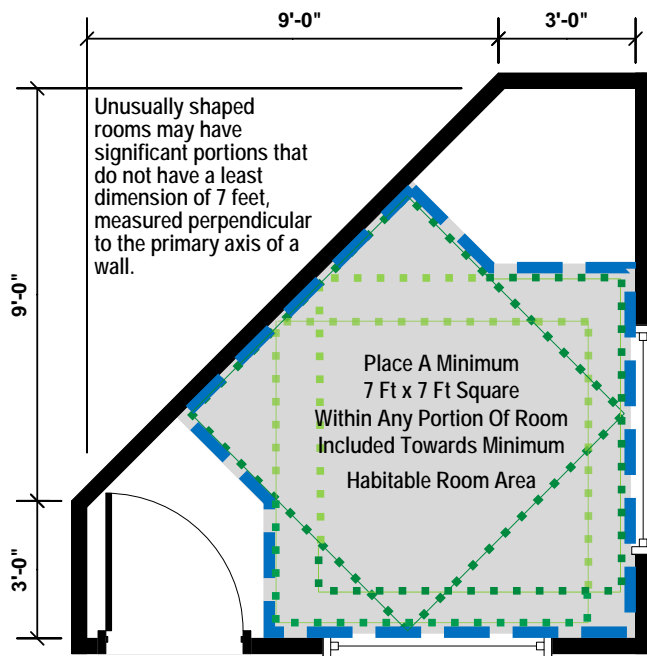 9'-0"
3'-0"
Unusually shaped
rooms may have
significant portions that
do not have a least
dimension of 7 feet,
measured perpendicular
to the primary axis of a
wall.
9'-0"
Place A Minimum
7 Ft x 7 Ft Square
Within Any Portion Of Room
Included Towards Minimum
Habitable Room Area
3'-0"